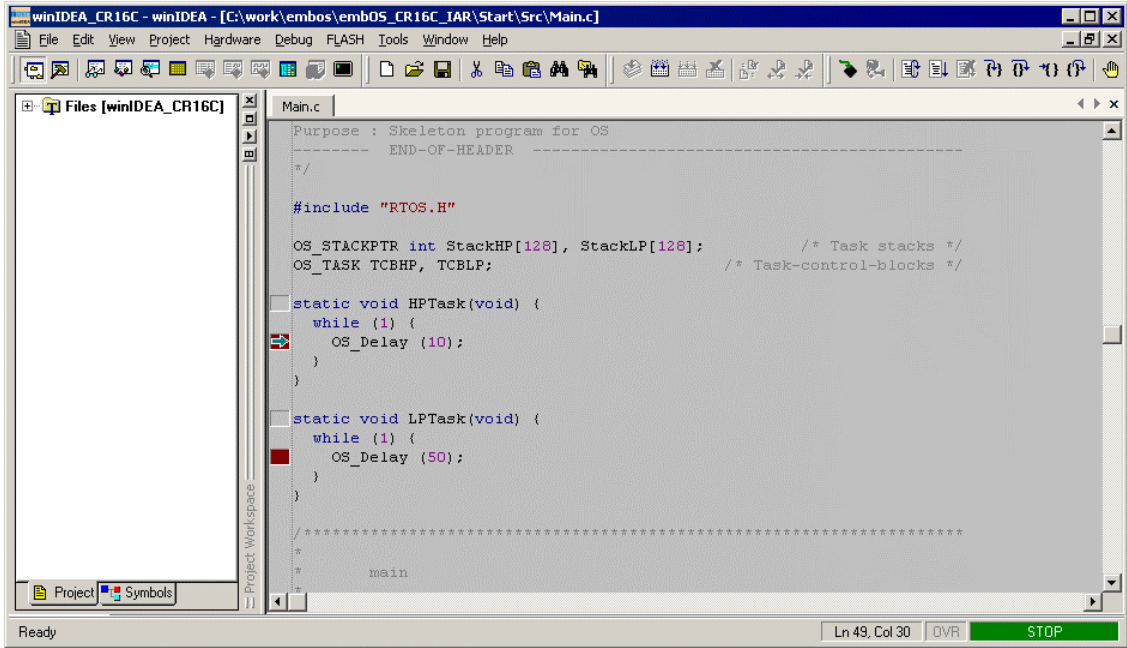 winIDEA_CR16C - winIDEA - [C:\work\embos\embOS_CR16C_IAR\Start\Src\Main.c]
File Edit View Project Hardware Debug FLASH Tools Window Help
Files [winIDEA_CR16C]
Main.c
Purpose : Skeleton program for OS
-------- END-OF-HEADER ---------------------------------------------
*/
#include "RTOS.H"
OS_STACKPTR int StackHP[128], StackLP[128]; /* Task stacks */
OS_TASK TCBHP, TCBLP; /* Task-control-blocks */
static void HPTask(void) {
while (1) {
OS_Delay (10);
}
}
static void LPTask(void) {
while (1) {
OS_Delay (50);
}
}
/*********************************************************************
*
* main
*
Project Workspace
Project Symbols
Ready Ln 49, Col 30 OVR STOP